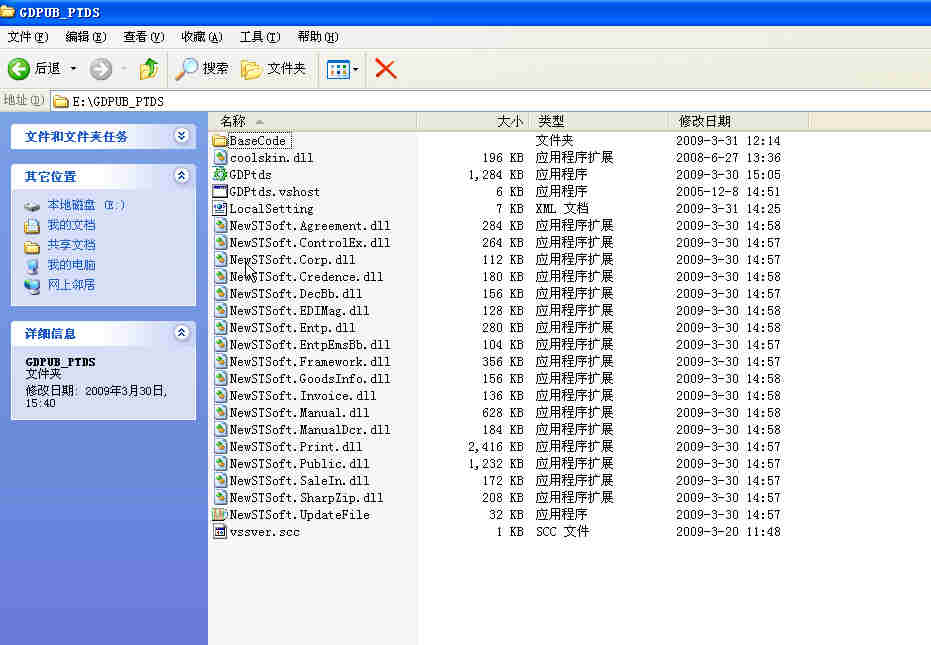 GDPUB_PTDS
文件(F) 编辑(E) 查看(V) 收藏(A) 工具(T) 帮助(H)
后退 搜索 文件夹
地址(D) E:\GDPUB_PTDS
文件和文件夹任务
其它位置
本地磁盘 (E:)
我的文档
共享文档
我的电脑
网上邻居
详细信息
GDPUB_PTDS
文件夹
修改日期: 2009年3月30日,
15:40
名称 大小 类型 修改日期
BaseCode 文件夹 2009-3-31 12:14
coolskin.dll 196 KB 应用程序扩展 2008-6-27 13:36
GDPtds 1,284 KB 应用程序 2009-3-30 15:05
GDPtds.vshost 6 KB 应用程序 2005-12-8 14:51
LocalSetting 7 KB XML 文档 2009-3-31 14:25
NewSTSoft.Agreement.dll 284 KB 应用程序扩展 2009-3-30 14:58
NewSTSoft.ControlEx.dll 264 KB 应用程序扩展 2009-3-30 14:57
NewSTSoft.Corp.dll 112 KB 应用程序扩展 2009-3-30 14:57
NewSTSoft.Credence.dll 180 KB 应用程序扩展 2009-3-30 14:58
NewSTSoft.DecBb.dll 156 KB 应用程序扩展 2009-3-30 14:57
NewSTSoft.EDIMag.dll 128 KB 应用程序扩展 2009-3-30 14:58
NewSTSoft.Entp.dll 280 KB 应用程序扩展 2009-3-30 14:57
NewSTSoft.EntpEmsBb.dll 104 KB 应用程序扩展 2009-3-30 14:57
NewSTSoft.Framework.dll 356 KB 应用程序扩展 2009-3-30 14:57
NewSTSoft.GoodsInfo.dll 156 KB 应用程序扩展 2009-3-30 14:58
NewSTSoft.Invoice.dll 136 KB 应用程序扩展 2009-3-30 14:58
NewSTSoft.Manual.dll 628 KB 应用程序扩展 2009-3-30 14:58
NewSTSoft.ManualDcr.dll 184 KB 应用程序扩展 2009-3-30 14:58
NewSTSoft.Print.dll 2,416 KB 应用程序扩展 2009-3-30 14:57
NewSTSoft.Public.dll 1,232 KB 应用程序扩展 2009-3-30 14:57
NewSTSoft.SaleIn.dll 172 KB 应用程序扩展 2009-3-30 14:57
NewSTSoft.SharpZip.dll 208 KB 应用程序扩展 2009-3-30 14:57
NewSTSoft.UpdateFile 32 KB 应用程序 2009-3-30 14:57
vssver.scc 1 KB SCC 文件 2009-3-20 11:48